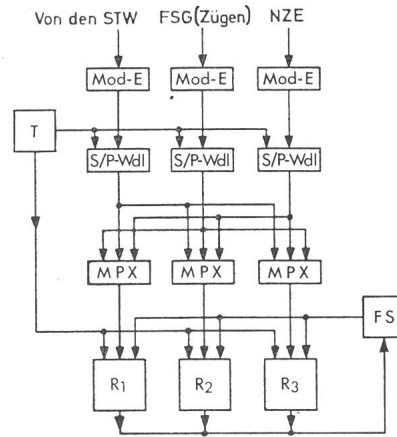 Von den STW FSG(Zügen) NZE
Mod-E Mod-E Mod-E
T
S/P-Wdl S/P-Wdl S/P-Wdl
MPX MPX MPX
FS
R1 R2 R3